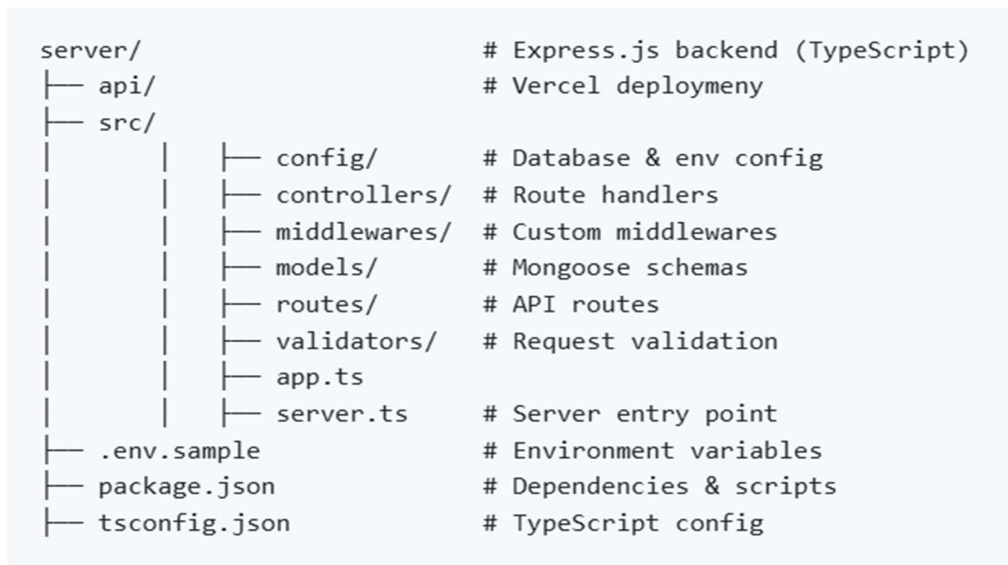 server/                       # Express.js backend (TypeScript)
├── api/                      # Vercel deploymeny
├── src/
│       │   ├── config/       # Database & env config
│       │   ├── controllers/  # Route handlers
│       │   ├── middlewares/  # Custom middlewares
│       │   ├── models/       # Mongoose schemas
│       │   ├── routes/       # API routes
│       │   ├── validators/   # Request validation
│       │   ├── app.ts
│       │   ├── server.ts     # Server entry point
├── .env.sample               # Environment variables
├── package.json              # Dependencies & scripts
├── tsconfig.json             # TypeScript config